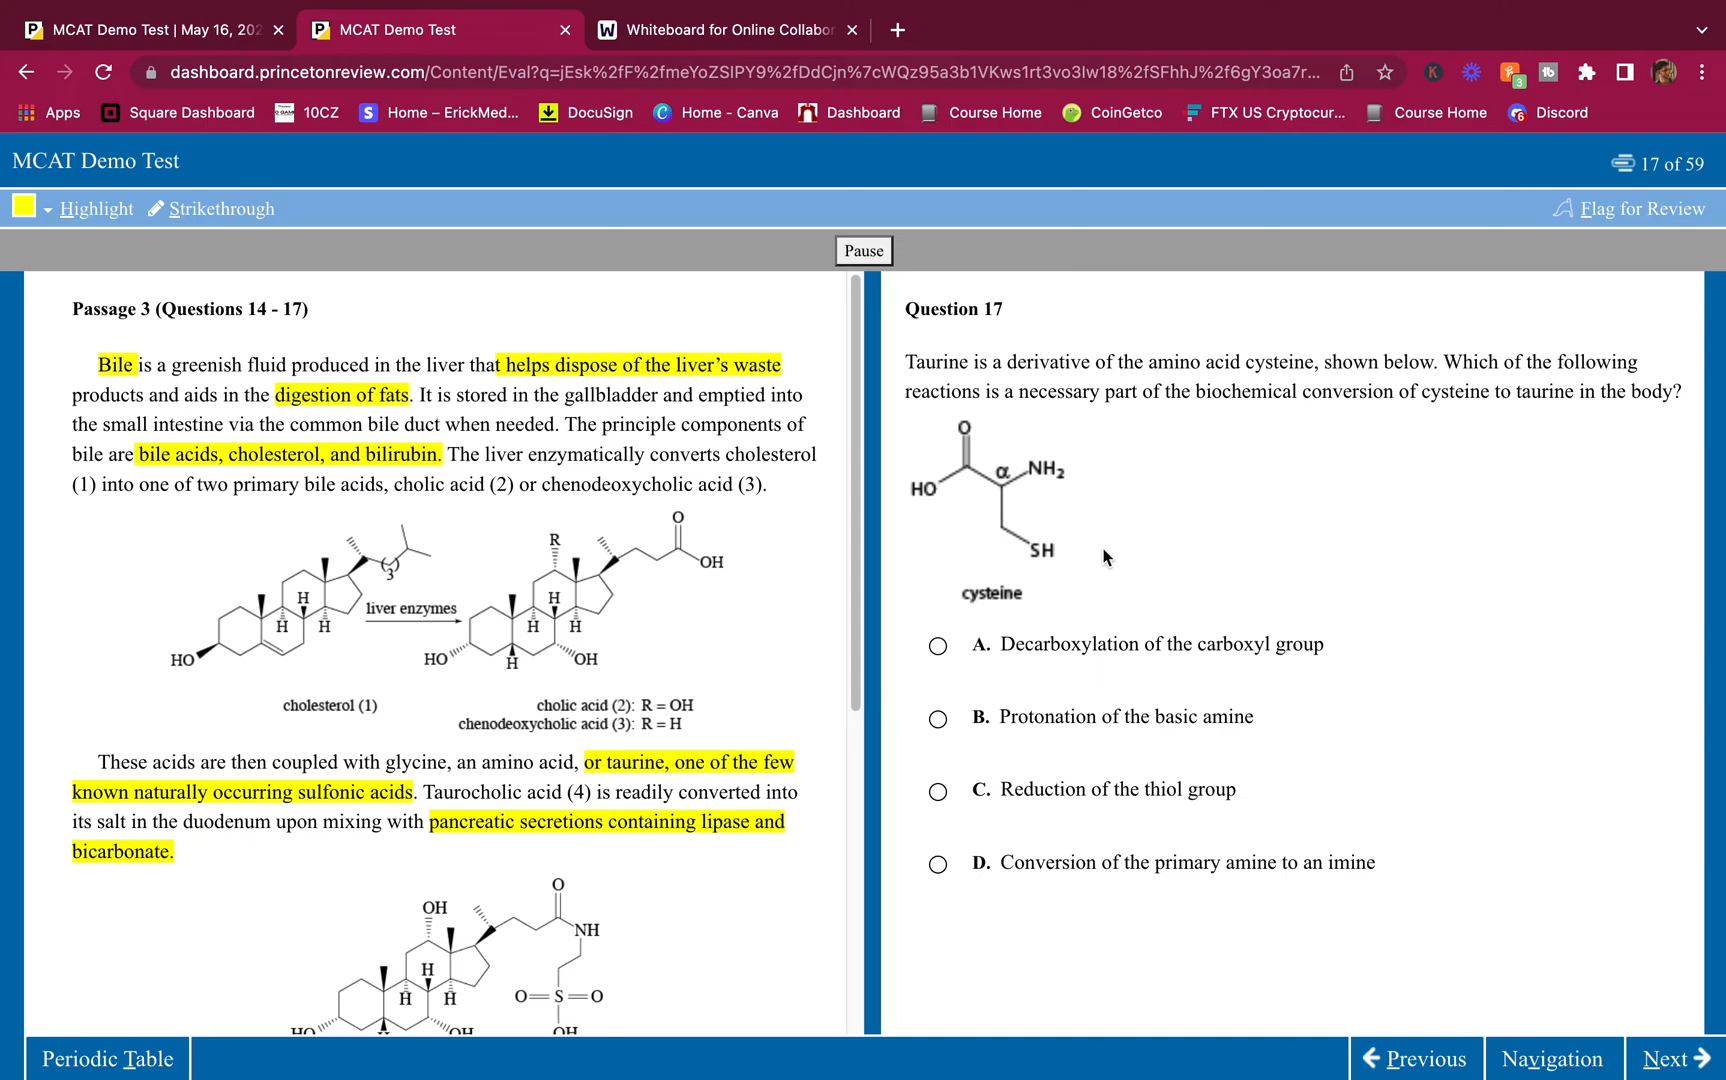 MCAT Demo Test | May 16, 202
MCAT Demo Test
Whiteboard for Online Collabor
dashboard.princetonreview.com/Content/Eval?q=jEsk%2fF%2fmeYoZSIPY9%2fDdCjn%7cWQz95a3b1VKws1rt3vo3lw18%2fSFhhJ%2f6gY3oa7r...
Apps Square Dashboard 10CZ Home – ErickMed... DocuSign Home - Canva Dashboard Course Home CoinGetco FTX US Cryptocur... Course Home Discord
MCAT Demo Test
17 of 59
Highlight Strikethrough Flag for Review
Pause
Passage 3 (Questions 14 - 17)
Bile is a greenish fluid produced in the liver that helps dispose of the liver's waste
products and aids in the digestion of fats. It is stored in the gallbladder and emptied into
the small intestine via the common bile duct when needed. The principle components of
bile are bile acids, cholesterol, and bilirubin. The liver enzymatically converts cholesterol
(1) into one of two primary bile acids, cholic acid (2) or chenodeoxycholic acid (3).
O
R
OH
3
H
liver enzymes
H
H H
H H
HO
HO
H
OH
cholesterol (1)
cholic acid (2): R = OH
chenodeoxycholic acid (3): R = H
These acids are then coupled with glycine, an amino acid, or taurine, one of the few
known naturally occurring sulfonic acids. Taurocholic acid (4) is readily converted into
its salt in the duodenum upon mixing with pancreatic secretions containing lipase and
bicarbonate.
O
OH
NH
H
H H
O=S=O
HO
H
OH
OH
Question 17
Taurine is a derivative of the amino acid cysteine, shown below. Which of the following
reactions is a necessary part of the biochemical conversion of cysteine to taurine in the body?
O
α NH2
HO
SH
cysteine
A. Decarboxylation of the carboxyl group
B. Protonation of the basic amine
C. Reduction of the thiol group
D. Conversion of the primary amine to an imine
Periodic Table
Previous
Navigation
Next